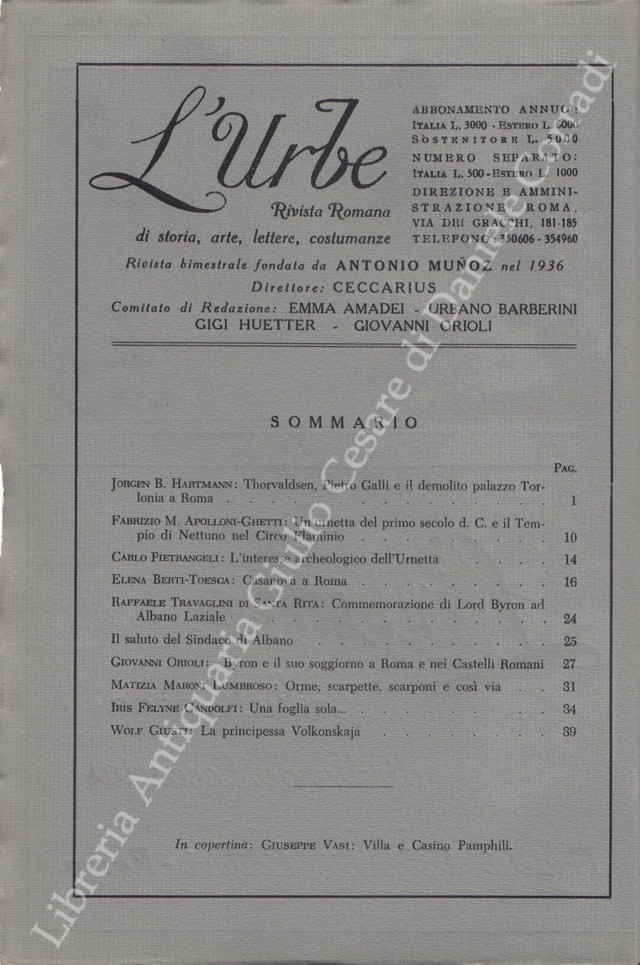 L'Urbe
Rivista Romana
di storia, arte, lettere, costumanze
ABBONAMENTO ANNUO:
ITALIA L. 3000 - ESTERO L. 6000
SOSTENITORE L. 5000
NUMERO SEPARATO:
ITALIA L. 500 - ESTERO L. 1000
DIREZIONE E AMMINI-
STRAZIONE: ROMA,
VIA DEI GRACCHI, 181-185
TELEFONO: 350606 - 354960
Rivista bimestrale fondata da ANTONIO MUÑOZ nel 1936
Direttore: CECCARIUS
Comitato di Redazione: EMMA AMADEI - URBANO BARBERINI
GIGI HUETTER - GIOVANNI ORIOLI
SOMMARIO
PAG.
JORGEN B. HARTMANN: Thorvaldsen, Pietro Galli e il demolito palazzo Tor-
lonia a Roma . . . . . . . . . . . . . . 1
FABRIZIO M. APOLLONI-GHETTI: Un'urnetta del primo secolo d. C. e il Tem-
pio di Nettuno nel Circo Flaminio . . . . . . . . 10
CARLO PIETRANGELI: L'interesse archeologico dell'Urnetta . . . . 14
ELENA BERTI-TOESCA: Casanova a Roma . . . . . . . 16
RAFFAELE TRAVAGLINI DI SANTA RITA: Commemorazione di Lord Byron ad
Albano Laziale . . . . . . . . . . . . 24
Il saluto del Sindaco di Albano . . . . . . . . . 25
GIOVANNI ORIOLI: Byron e il suo soggiorno a Roma e nei Castelli Romani 27
MATIZIA MARONI LUMBROSO: Orme, scarpette, scarponi e così via . . 31
IRIS FELYNE GANDOLFI: Una foglia sola... . . . . . . . 34
WOLF GIUSTI: La principessa Volkonskaja . . . . . . 39
In copertina: GIUSEPPE VASI: Villa e Casino Pamphili.
Libreria Antiquaria Giulio Cesare di Daniele Corradi